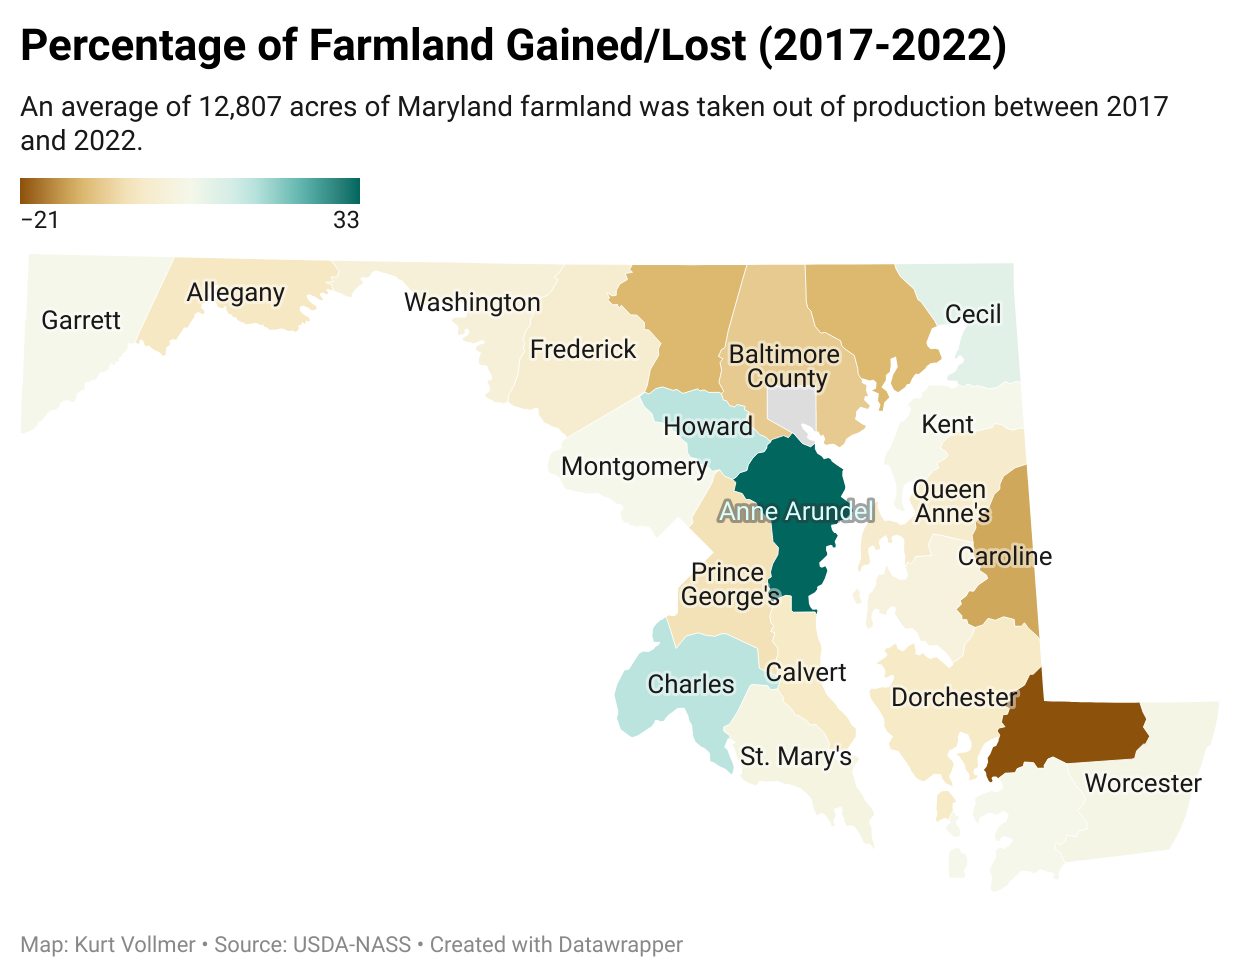 Percentage of Farmland Gained/Lost (2017-2022)
An average of 12,807 acres of Maryland farmland was taken out of production between 2017
and 2022.
−21
33
Garrett
Allegany
Washington
Frederick
Baltimore
County
Cecil
Howard
Kent
Montgomery
Queen
Anne's
Anne Arundel
Caroline
Prince
George's
Calvert
Charles
Dorchester
St. Mary's
Worcester
Map: Kurt Vollmer • Source: USDA-NASS • Created with Datawrapper